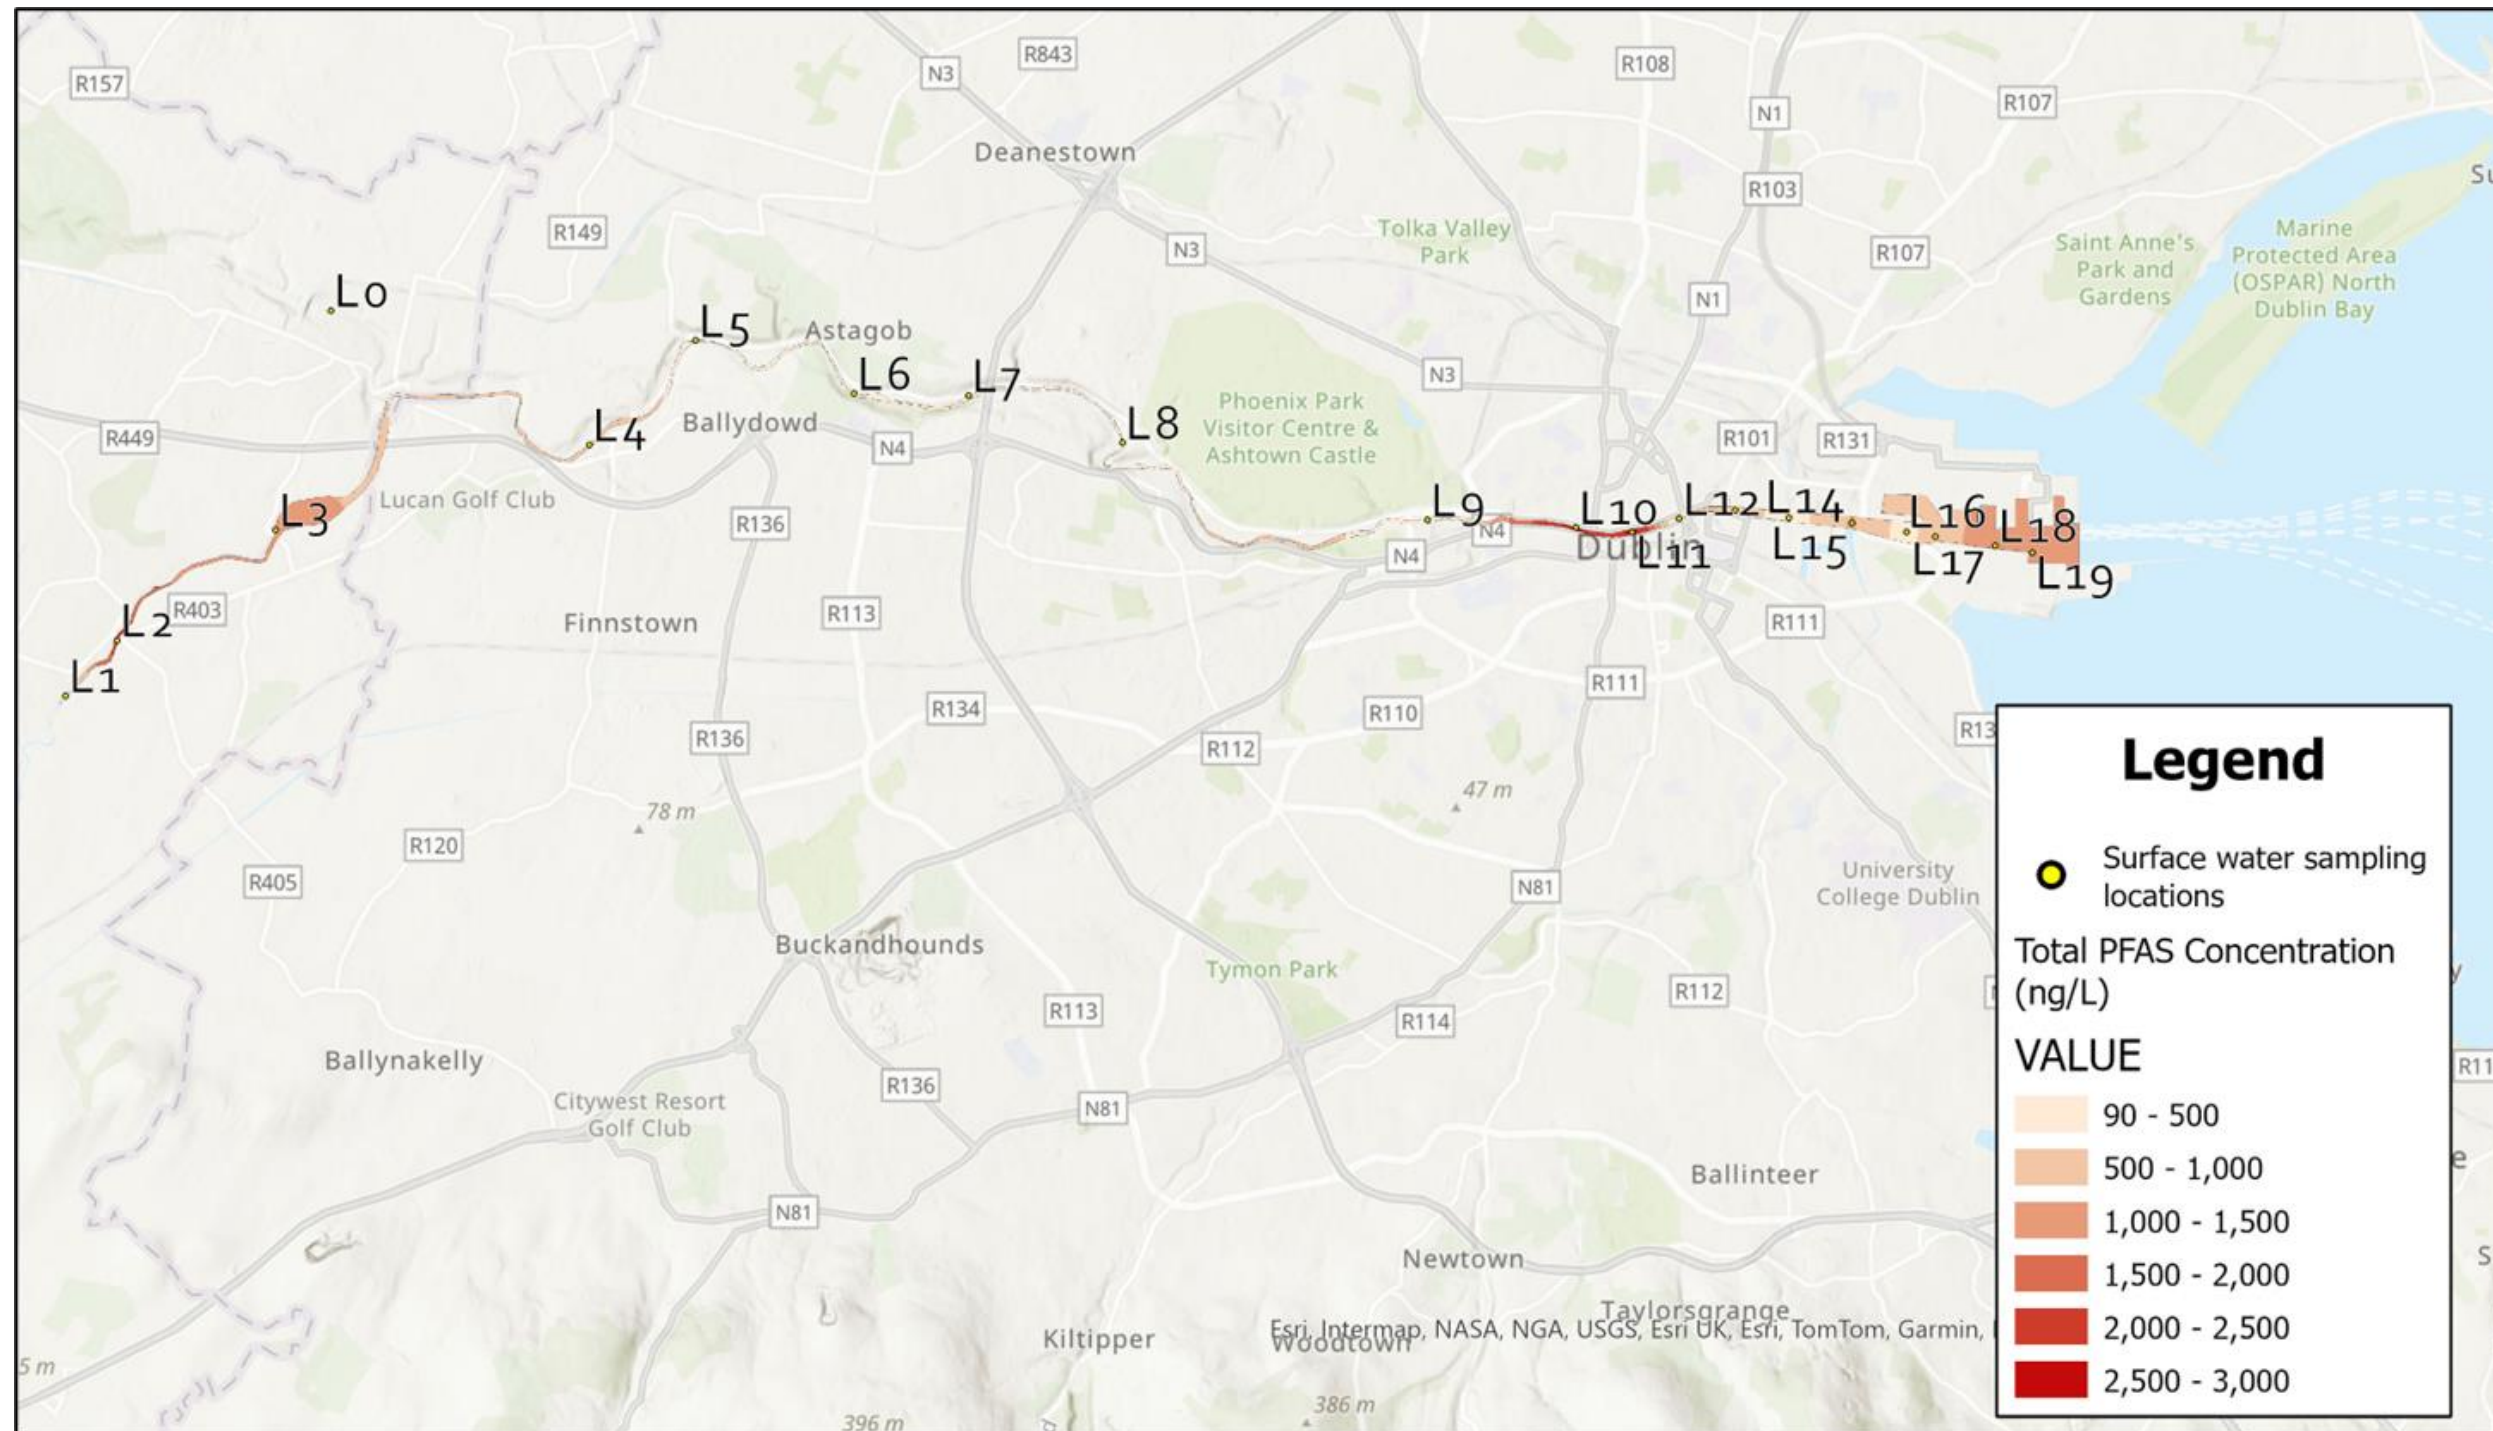 R843
R108
N3
R157
R107
N1
Deanestown
R103
Su
R149
Tolka Valley
Park
N3
R107
Saint Anne's
Park and
Gardens
Marine
Protected Area
(OSPAR) North
Dublin Bay
L0
N1
L5
Astagob
L6
L7
N3
Phoenix Park
Visitor Centre &
Ashtown Castle
R449
L4
Ballydowd
N4
L8
R101
R131
Lucan Golf Club
L3
R136
L9
N4
L10
L12
L14
L16
L18
Dublin
L11
L15
L17
L19
N4
L2
R403
Finnstown
R113
R111
L1
R111
R134
R110
R136
R112
R13
78 m
47 m
R120
R405
N81
University
College Dublin
Buckandhounds
Tymon Park
R112
R113
R114
Ballynakelly
R136
R11
Citywest Resort
Golf Club
N81
Ballinteer
e
N81
Newtown
S
Taylorsgrange
Esri, Intermap, NASA, NGA, USGS, Esri UK, Esri, TomTom, Garmin,
Woodtown
Kiltipper
5 m
396 m
386 m
Legend
Surface water sampling
locations
Total PFAS Concentration
(ng/L)
VALUE
90 - 500
500 - 1,000
1,000 - 1,500
1,500 - 2,000
2,000 - 2,500
2,500 - 3,000